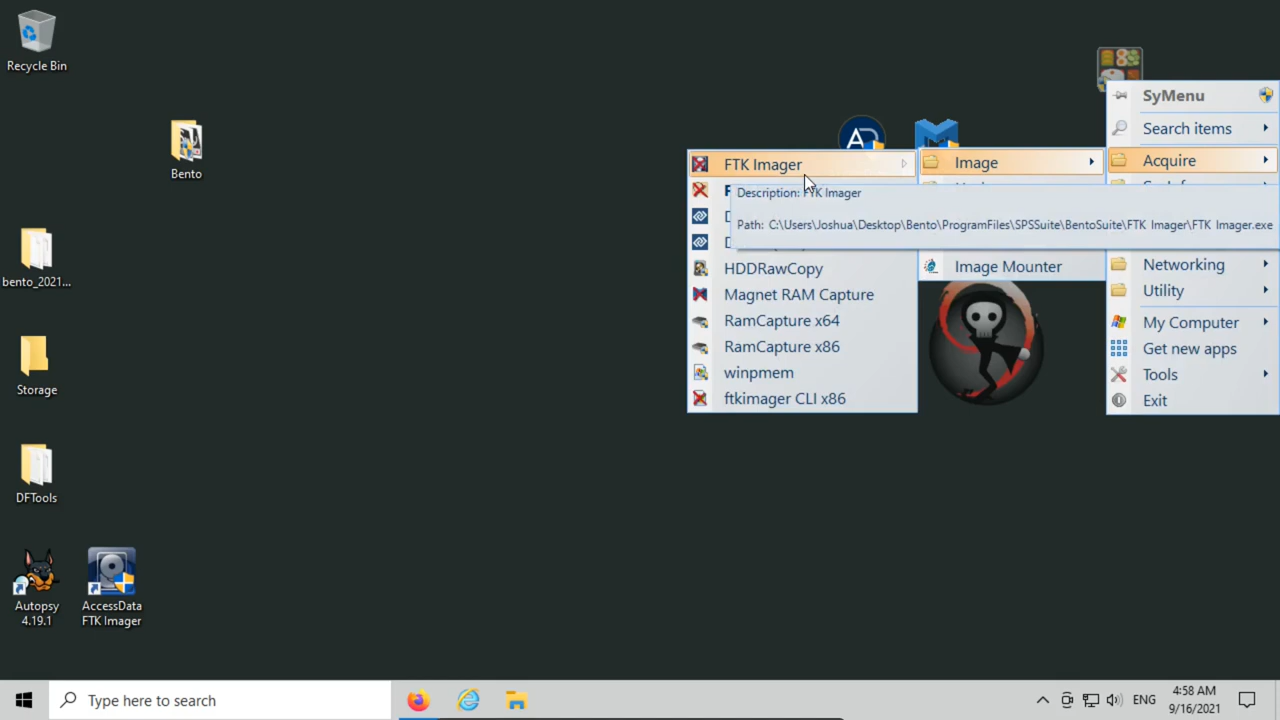 Recycle Bin
Bento
bento_2021...
Storage
DFTools
Autopsy
4.19.1
AccessData
FTK Imager
FTK Imager
Description: FTK Imager
Path: C:\Users\Joshua\Desktop\Bento\ProgramFiles\SPSSuite\BentoSuite\FTK Imager\FTK Imager.exe
HDDRawCopy
Magnet RAM Capture
RamCapture x64
RamCapture x86
winpmem
ftkimager CLI x86
Image
Image Mounter
SyMenu
Search items
Acquire
Networking
Utility
My Computer
Get new apps
Tools
Exit
Type here to search
ENG
4:58 AM
9/16/2021